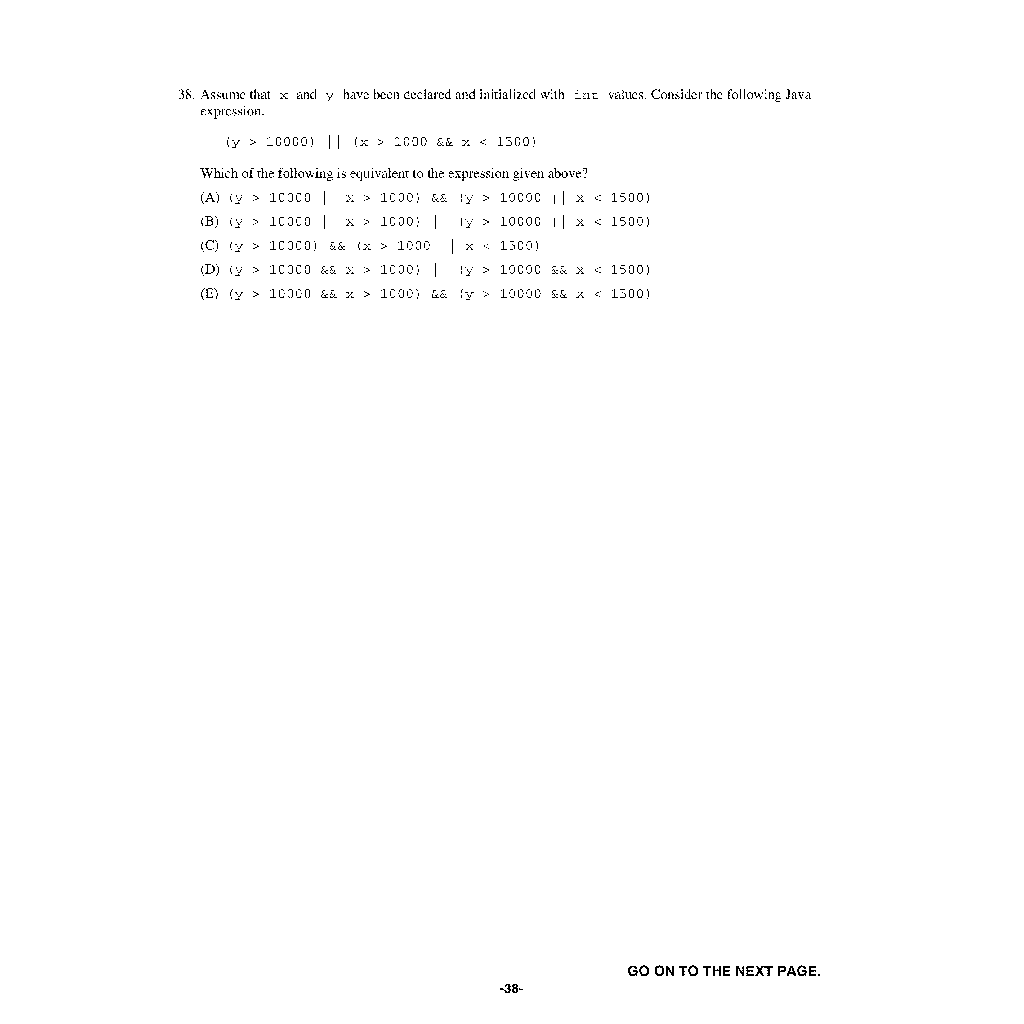 38. Assume that x and y have been declared and initialized with int values. Consider the following Java
expression.
(y > 10000) || (x > 1000 && x < 1500)
Which of the following is equivalent to the expression given above?
(A) (y > 10000 || x > 1000) && (y > 10000 || x < 1500)
(B) (y > 10000 || x > 1000) || (y > 10000 || x < 1500)
(C) (y > 10000) && (x > 1000 || x < 1500)
(D) (y > 10000 && x > 1000) || (y > 10000 && x < 1500)
(E) (y > 10000 && x > 1000) && (y > 10000 && x < 1500)
GO ON TO THE NEXT PAGE.
-38-